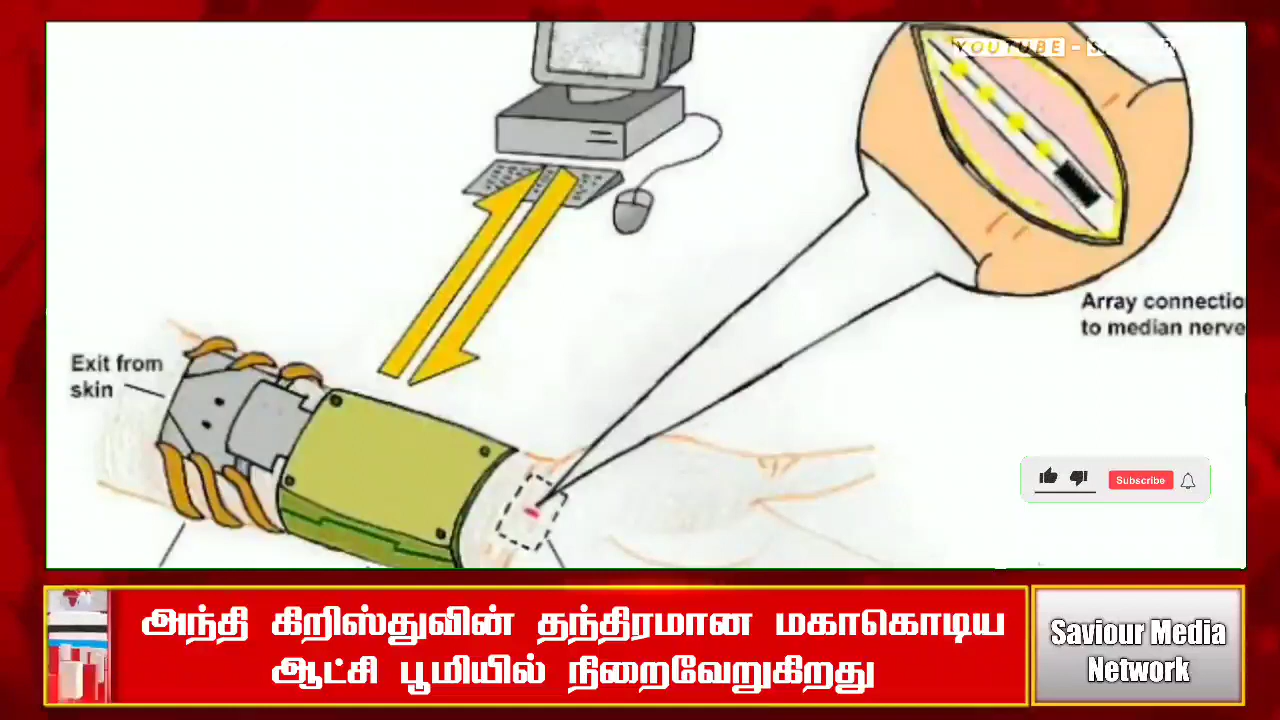 YOUTUBE -
Array connectio
to median nerve
Exit from
skin
Subscribe
அந்தி கிறிஸ்துவின் தந்திரமான மகாகொடிய
ஆட்சி பூமியில் நிறைவேறுகிறது
Saviour Media
Network